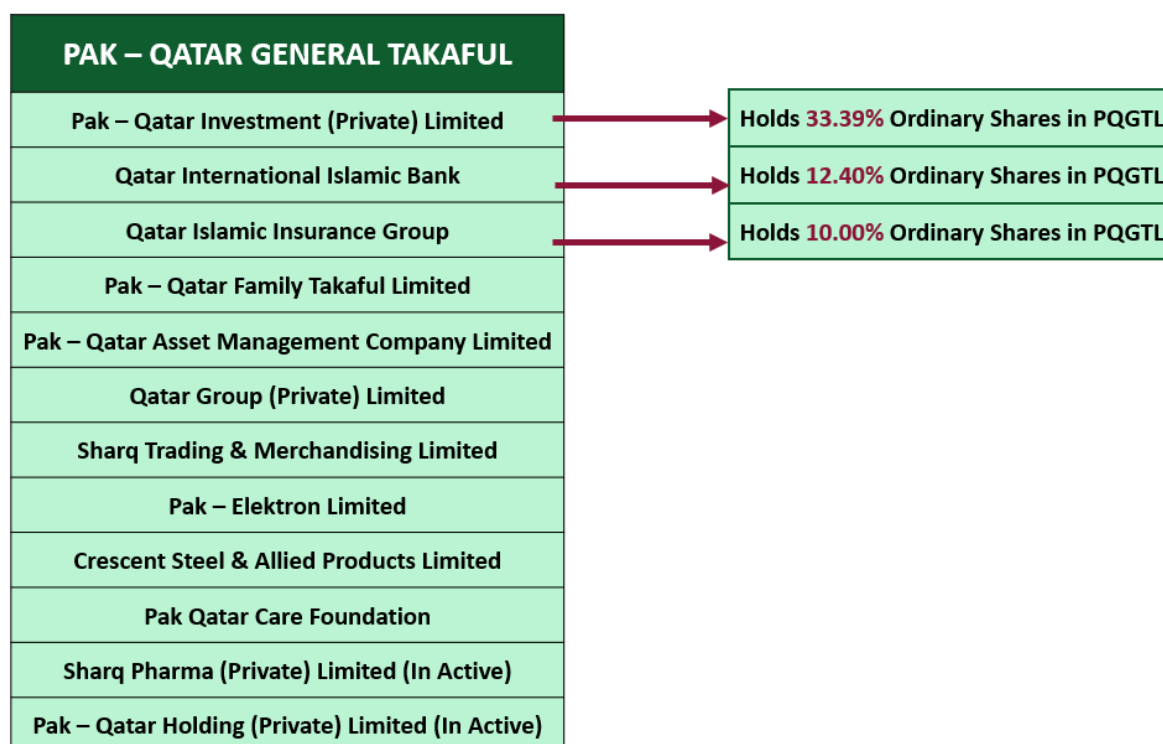 PAK – QATAR GENERAL TAKAFUL
Pak – Qatar Investment (Private) Limited
Holds 33.39% Ordinary Shares in PQGTL
Qatar International Islamic Bank
Holds 12.40% Ordinary Shares in PQGTL
Qatar Islamic Insurance Group
Holds 10.00% Ordinary Shares in PQGTL
Pak – Qatar Family Takaful Limited
Pak – Qatar Asset Management Company Limited
Qatar Group (Private) Limited
Sharq Trading & Merchandising Limited
Pak – Elektron Limited
Crescent Steel & Allied Products Limited
Pak Qatar Care Foundation
Sharq Pharma (Private) Limited (In Active)
Pak – Qatar Holding (Private) Limited (In Active)